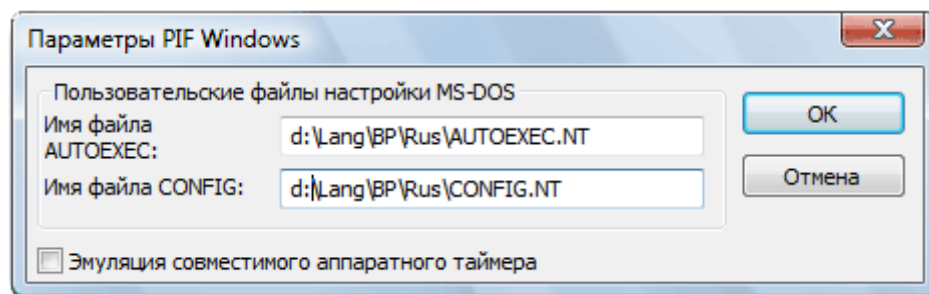 Параметры PIF Windows
Пользовательские файлы настройки MS-DOS
Имя файла
AUTOEXEC:
d:\Lang\BP\Rus\AUTOEXEC.NT
Имя файла CONFIG:
d:\Lang\BP\Rus\CONFIG.NT
OK
Отмена
Эмуляция совместимого аппаратного таймера